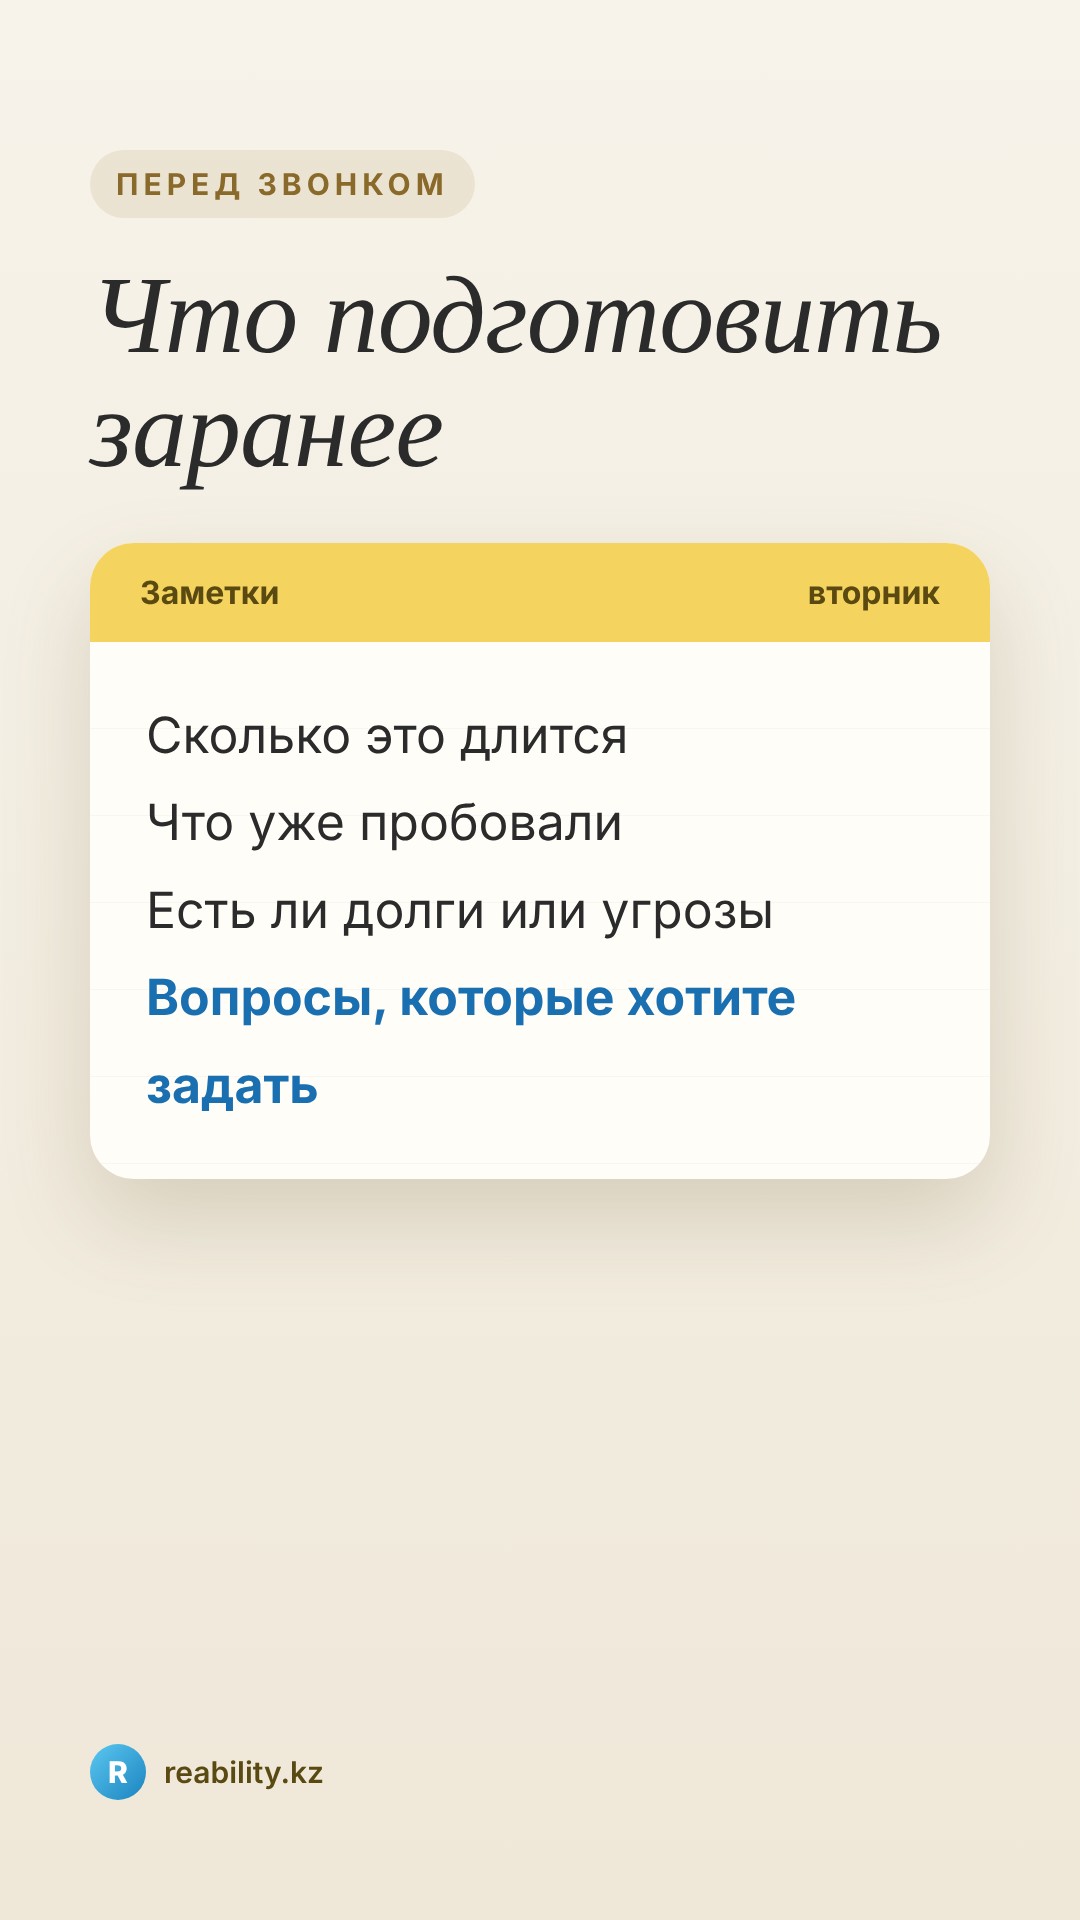 ПЕРЕД ЗВОНКОМ
Что подготовить
заранее
Заметки вторник
Сколько это длится
Что уже пробовали
Есть ли долги или угрозы
Вопросы, которые хотите
задать
R reability.kz